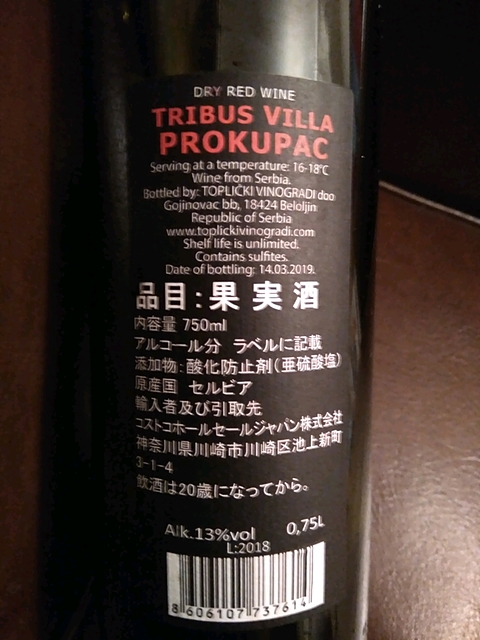 DRY RED WINE
TRIBUS VILLA
PROKUPAC
Serving at a temperature: 16-18°C
Wine from Serbia.
Bottled by: TOPLIČKI VINOGRADI doo
Gojinovac bb, 18424 Beloljin
Republic of Serbia
www.toplickivinogradi.com
Shelf life is unlimited.
Contains sulfites.
Date of bottling: 14.03.2019.
品目:果実酒
内容量 750ml
アルコール分 ラベルに記載
添加物:酸化防止剤(亜硫酸塩)
原産国 セルビア
輸入者及び引取先
コストコホールセールジャパン株式会社
神奈川県川崎市川崎区池上新町
3-1-4
飲酒は20歳になってから。
Alk.13%vol 0,75L
L:2018
8 606107 737614